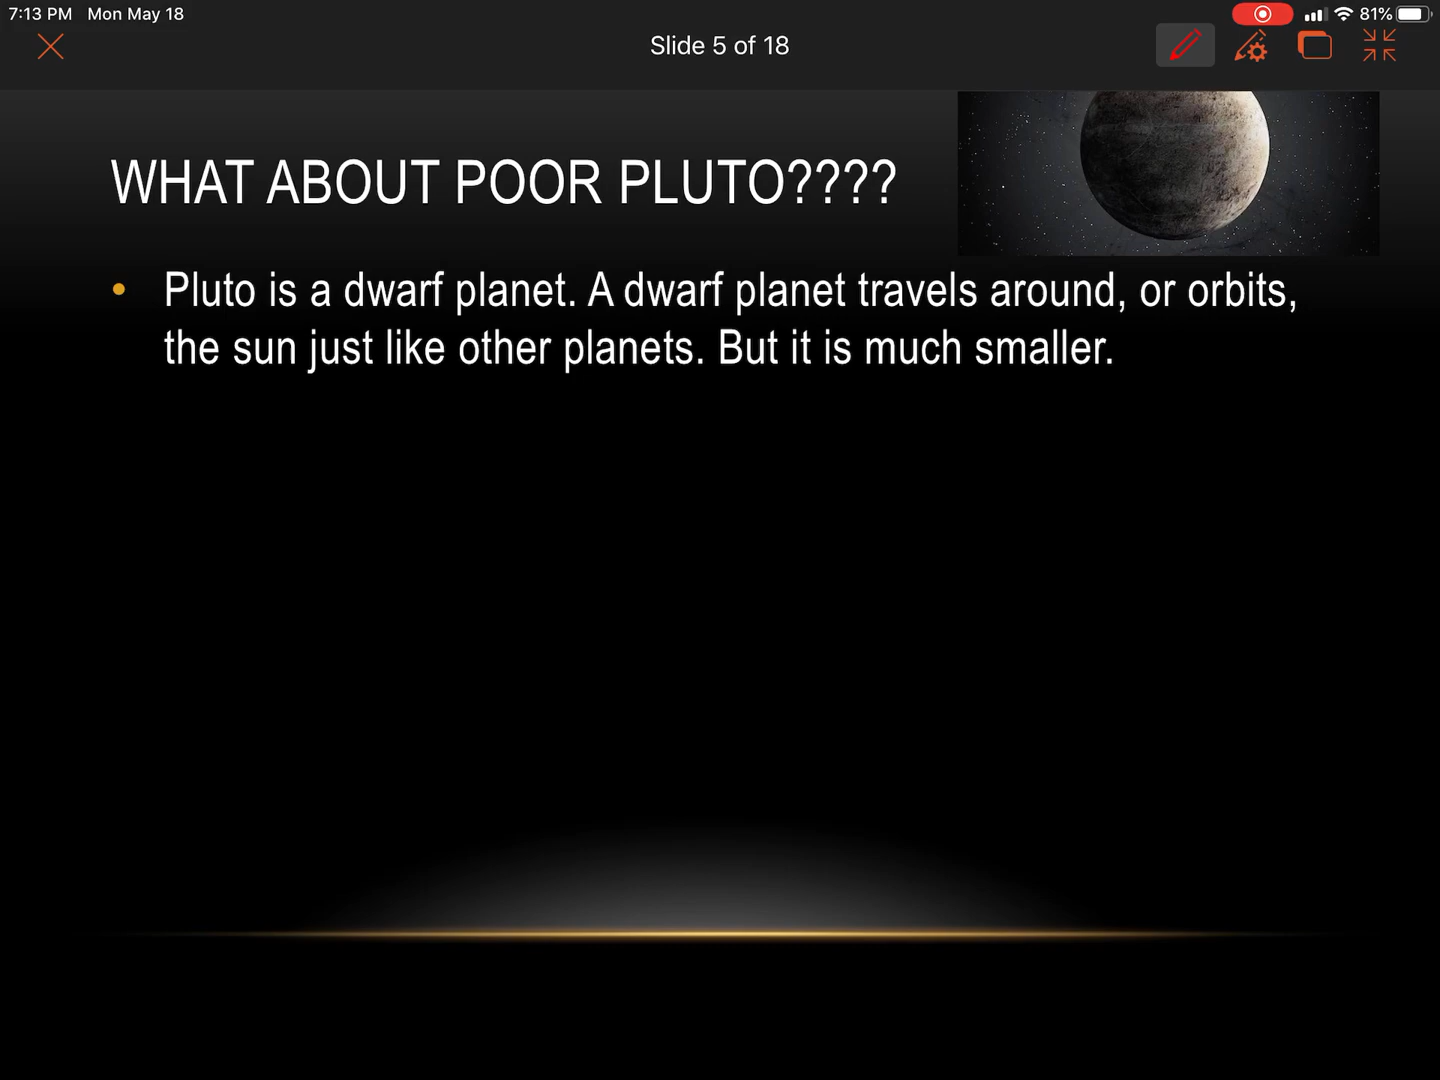 7:13 PM Mon May 18 81%
Slide 5 of 18
WHAT ABOUT POOR PLUTO????
• Pluto is a dwarf planet. A dwarf planet travels around, or orbits,
the sun just like other planets. But it is much smaller.